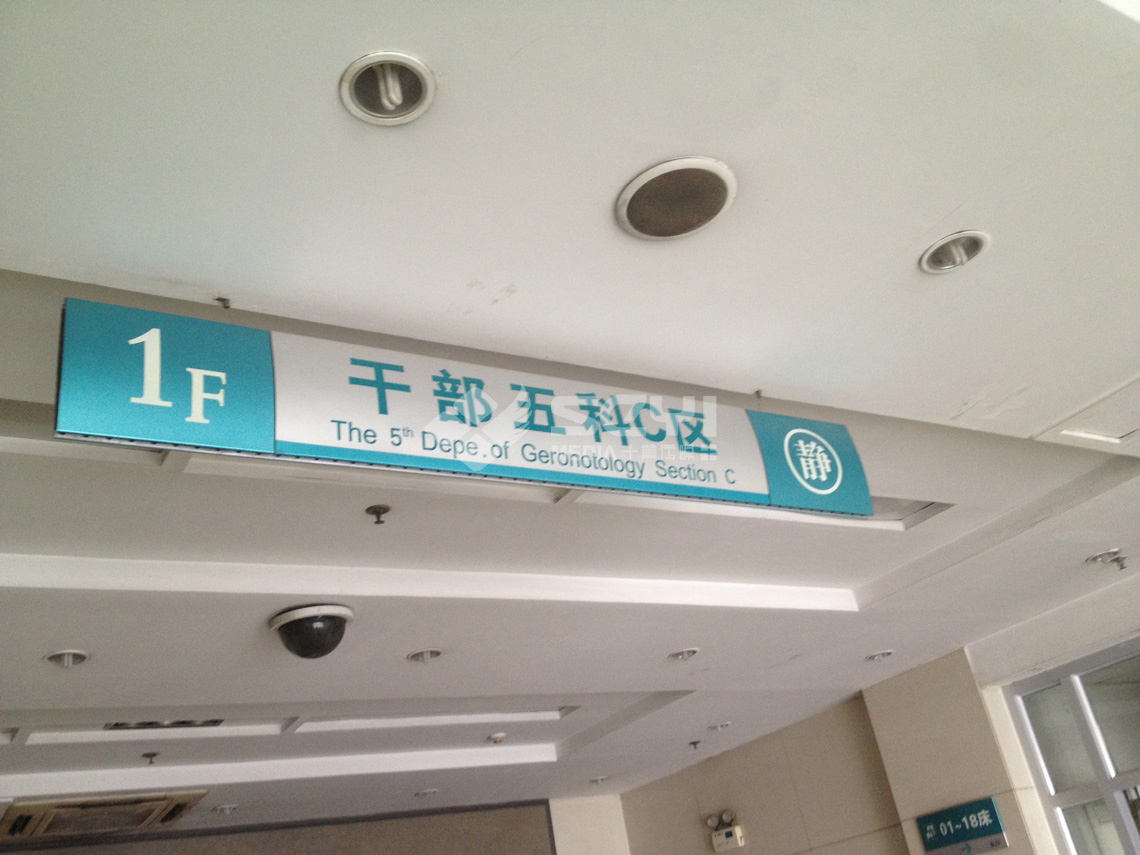 1F
干部五科C区
The 5th Depe.of Geronotology Section C
静
01~18床